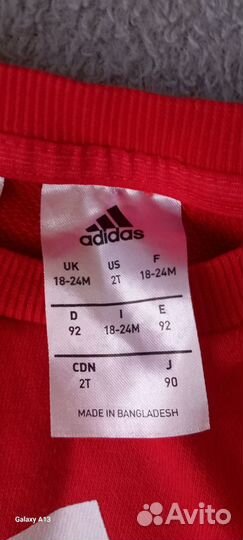 adidas
UK US F
18-24M 2T 18-24M
D I E
92 18-24M 92
CDN J
2T 90
MADE IN BANGLADESH
Galaxy A13
Avito